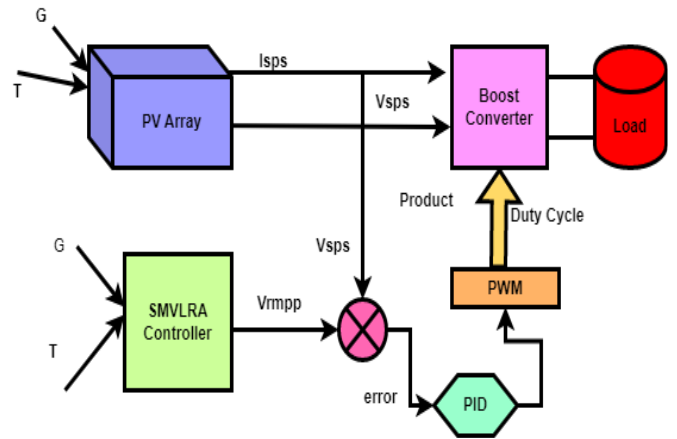 G
T
Isps
Vsps
PV Array
Boost
Converter
Load
Product
Duty Cycle
G
Vsps
SMVLRA
Controller
Vrmpp
PWM
T
error
PID